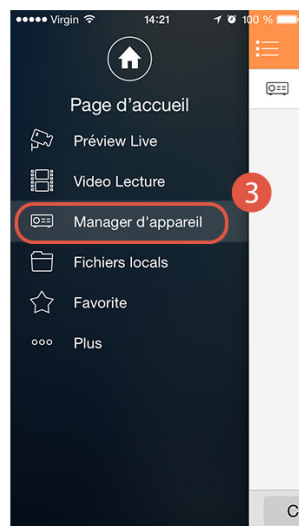 Virgin 14:21 100 %
Page d'accueil
Préview Live
Video Lecture
3
Manager d'appareil
Fichiers locals
Favorite
Plus
C